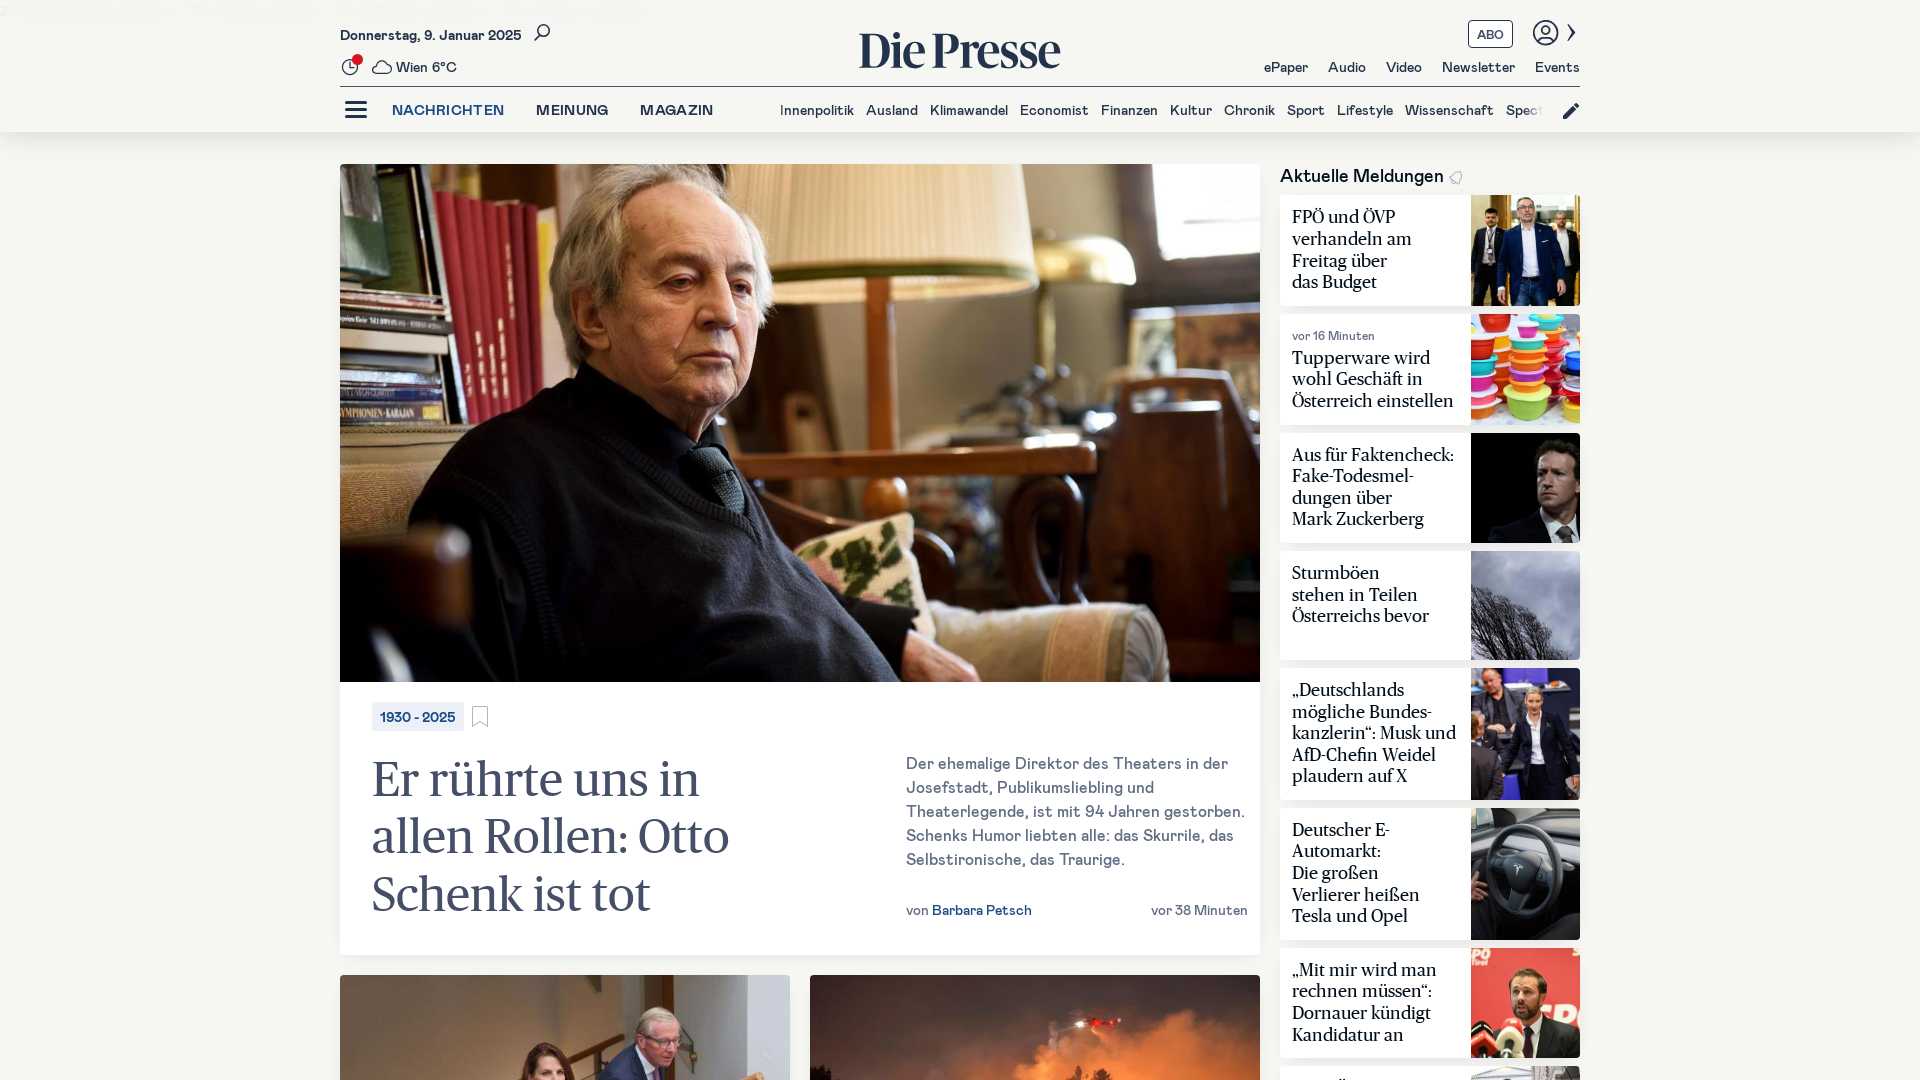 Donnerstag, 9. Januar 2025
Wien 6°C
Die Presse
ABO
ePaper Audio Video Newsletter Events
NACHRICHTEN MEINUNG MAGAZIN
Innenpolitik Ausland Klimawandel Economist Finanzen Kultur Chronik Sport Lifestyle Wissenschaft Spect
SYMPHONIEN·KARAJAN
1930 - 2025
Er rührte uns in
allen Rollen: Otto
Schenk ist tot
Der ehemalige Direktor des Theaters in der
Josefstadt, Publikumsliebling und
Theaterlegende, ist mit 94 Jahren gestorben.
Schenks Humor liebten alle: das Skurrile, das
Selbstironische, das Traurige.
von Barbara Petsch
vor 38 Minuten
Aktuelle Meldungen
FPÖ und ÖVP
verhandeln am
Freitag über
das Budget
vor 16 Minuten
Tupperware wird
wohl Geschäft in
Österreich einstellen
Aus für Faktencheck:
Fake-Todesmel-
dungen über
Mark Zuckerberg
Sturmböen
stehen in Teilen
Österreichs bevor
„Deutschlands
mögliche Bundes-
kanzlerin“: Musk und
AfD-Chefin Weidel
plaudern auf X
Deutscher E-
Automarkt:
Die großen
Verlierer heißen
Tesla und Opel
„Mit mir wird man
rechnen müssen“:
Dornauer kündigt
Kandidatur an